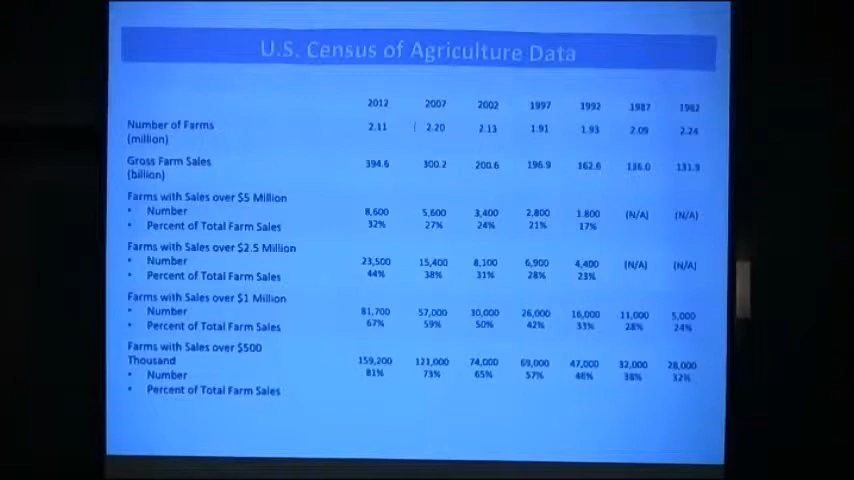 U.S. Census of Agriculture Data
2012 2007 2002 1997 1992 1987 1982
Number of Farms 2.11 2.20 2.13 1.91 1.93 2.09 2.24
(million)
Gross Farm Sales 394.6 300.2 200.6 196.9 162.6 136.0 131.9
(billion)
Farms with Sales over $5 Million
• Number 8,600 5,600 3,400 2,800 1.800 (N/A) (N/A)
• Percent of Total Farm Sales 32% 27% 24% 21% 17%
Farms with Sales over $2.5 Million
• Number 23,500 15,400 8,100 6,900 4,400 (N/A) (N/A)
• Percent of Total Farm Sales 44% 38% 31% 28% 23%
Farms with Sales over $1 Million
• Number 81,700 57,000 30,000 26,000 16,000 11,000 5,000
• Percent of Total Farm Sales 67% 59% 50% 42% 33% 28% 24%
Farms with Sales over $500
Thousand 159,200 121,000 74,000 69,000 47,000 32,000 28,000
• Number 81% 73% 65% 57% 46% 38% 32%
• Percent of Total Farm Sales